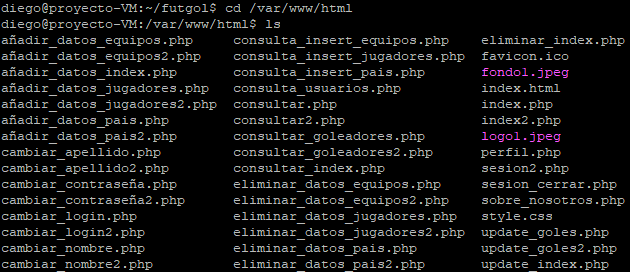 diego@proyecto-VM:~/futgol$ cd /var/www/html
diego@proyecto-VM:/var/www/html$ ls
añadir_datos_equipos.php consulta_insert_equipos.php eliminar_index.php
añadir_datos_equipos2.php consulta_insert_jugadores.php favicon.ico
añadir_datos_index.php consulta_insert_pais.php fondo1.jpeg
añadir_datos_jugadores.php consulta_usuarios.php index.html
añadir_datos_jugadores2.php consultar.php index.php
añadir_datos_pais.php consultar2.php index2.php
añadir_datos_pais2.php consultar_goleadores.php logo1.jpeg
cambiar_apellido.php consultar_goleadores2.php perfil.php
cambiar_apellido2.php consultar_index.php sesion2.php
cambiar_contraseña.php eliminar_datos_equipos.php sesion_cerrar.php
cambiar_contraseña2.php eliminar_datos_equipos2.php sobre_nosotros.php
cambiar_login.php eliminar_datos_jugadores.php style.css
cambiar_login2.php eliminar_datos_jugadores2.php update_goles.php
cambiar_nombre.php eliminar_datos_pais.php update_goles2.php
cambiar_nombre2.php eliminar_datos_pais2.php update_index.php